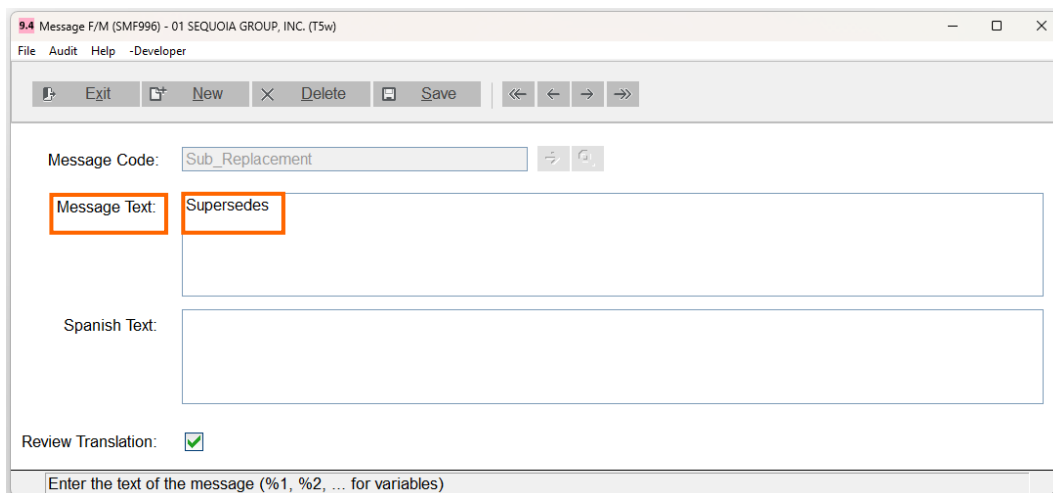 9.4 Message F/M (SMF996) - 01 SEQUOIA GROUP, INC. (T5w)
File Audit Help -Developer
Exit New Delete Save
Message Code: Sub_Replacement
Message Text: Supersedes
Spanish Text:
Review Translation:
Enter the text of the message (%1, %2, ... for variables)